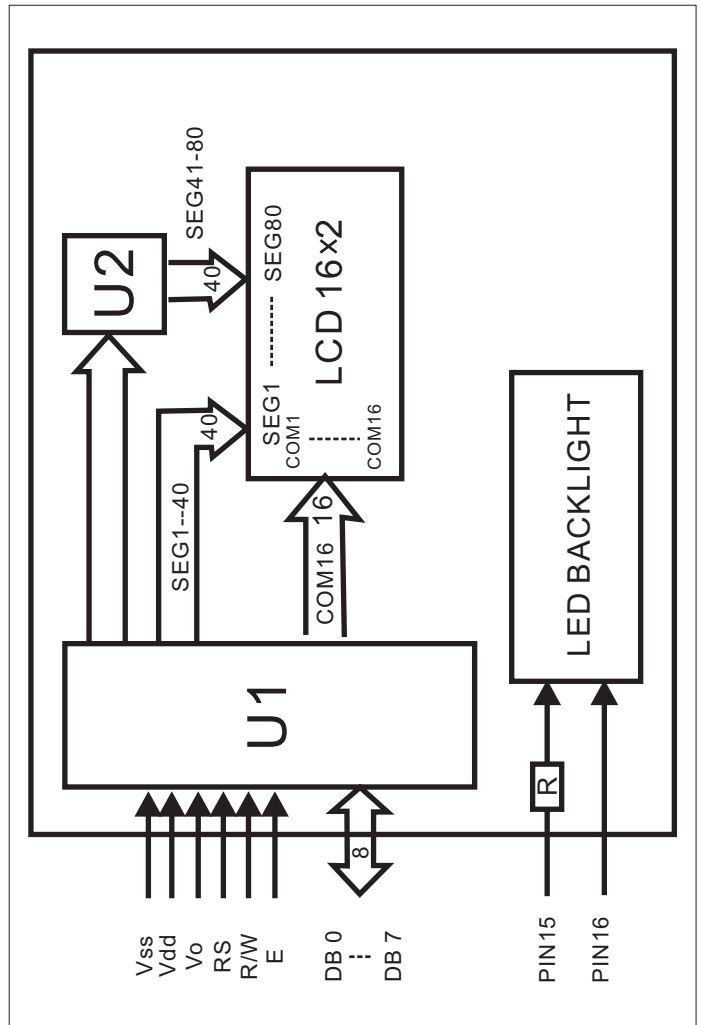 Vss
Vdd
Vo
RS
R/W
E
DB 0
DB 7
8
PIN15
PIN16
R
U1
SEG1--40
40
COM16
16
U2
SEG41-80
40
SEG1 -------- SEG80
COM1
COM16
LCD 16×2
LED BACKLIGHT